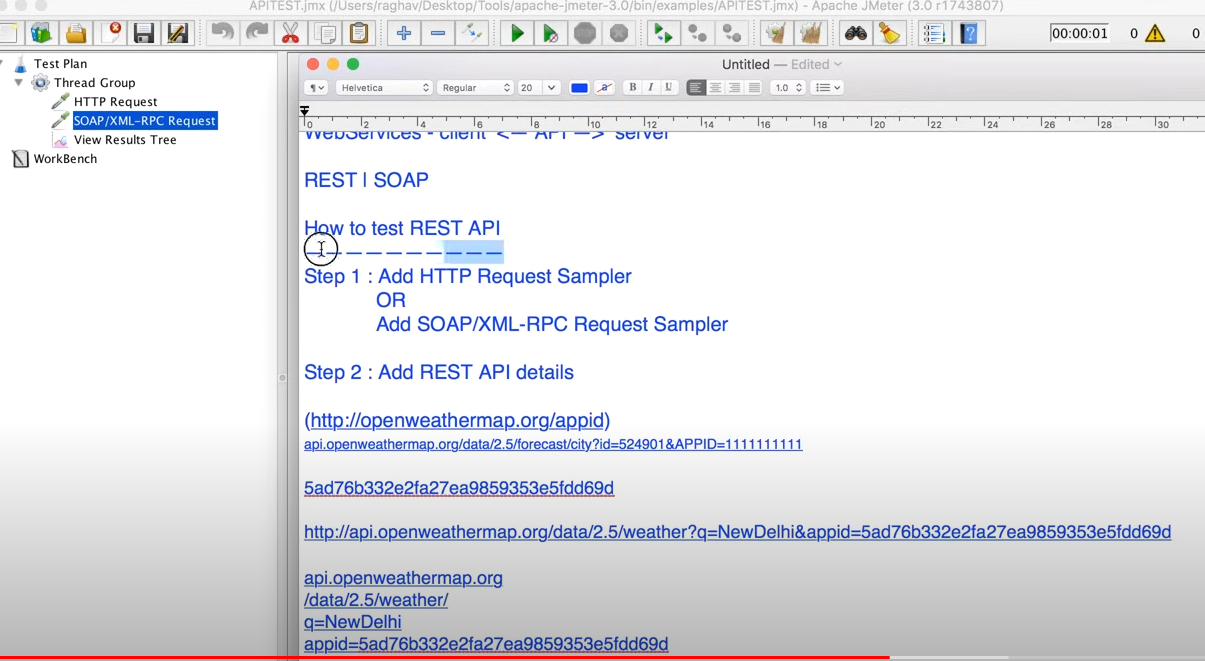 APITEST.jmx (/Users/raghav/Desktop/Tools/apache-jmeter-3.0/bin/examples/APITEST.jmx) - Apache JMeter (3.0 r1743807)
00:00:01 0 0
Test Plan
Thread Group
HTTP Request
SOAP/XML-RPC Request
View Results Tree
WorkBench
Untitled — Edited
¶ Helvetica Regular 20 a B I U 1.0
0 2 4 6 8 10 12 14 16 18 20 22 24 26 28 30
WebServices - client <— API —> server
REST | SOAP
How to test REST API
— — — — — — — — — —
Step 1 : Add HTTP Request Sampler
OR
Add SOAP/XML-RPC Request Sampler
Step 2 : Add REST API details
(http://openweathermap.org/appid)
api.openweathermap.org/data/2.5/forecast/city?id=524901&APPID=1111111111
5ad76b332e2fa27ea9859353e5fdd69d
http://api.openweathermap.org/data/2.5/weather?q=NewDelhi&appid=5ad76b332e2fa27ea9859353e5fdd69d
api.openweathermap.org
/data/2.5/weather/
q=NewDelhi
appid=5ad76b332e2fa27ea9859353e5fdd69d